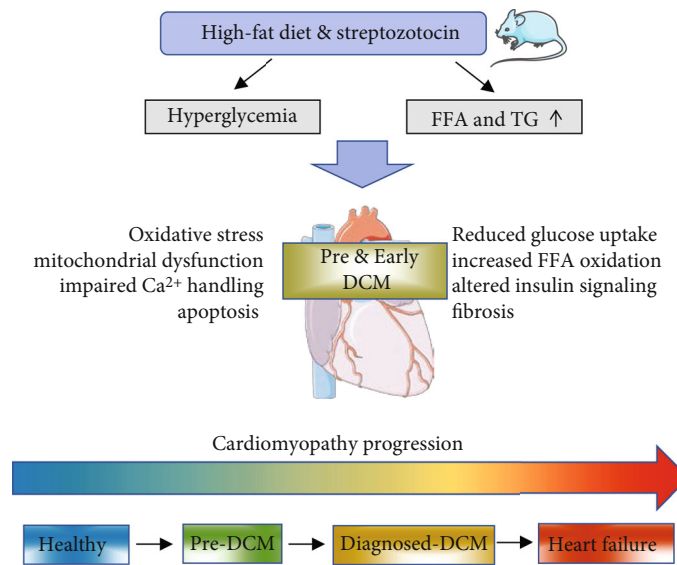 High-fat diet & streptozotocin
Hyperglycemia
FFA and TG ↑
Oxidative stress
mitochondrial dysfunction
impaired Ca²⁺ handling
apoptosis
Pre & Early
DCM
Reduced glucose uptake
increased FFA oxidation
altered insulin signaling
fibrosis
Cardiomyopathy progression
Healthy
Pre-DCM
Diagnosed-DCM
Heart failure